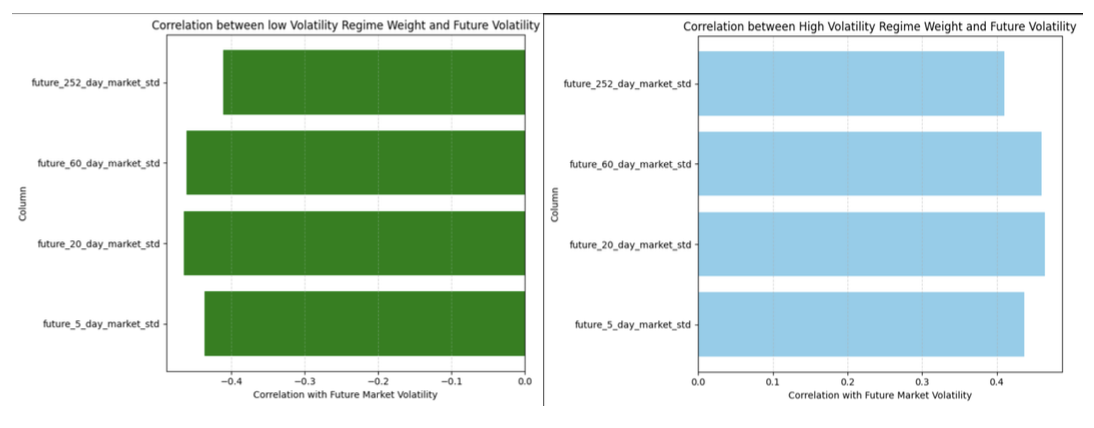 Correlation between low Volatility Regime Weight and Future Volatility
future_252_day_market_std
future_60_day_market_std
future_20_day_market_std
future_5_day_market_std
Column
−0.4 −0.3 −0.2 −0.1 0.0
Correlation with Future Market Volatility
Correlation between High Volatility Regime Weight and Future Volatility
future_252_day_market_std
future_60_day_market_std
future_20_day_market_std
future_5_day_market_std
Column
0.0 0.1 0.2 0.3 0.4
Correlation with Future Market Volatility